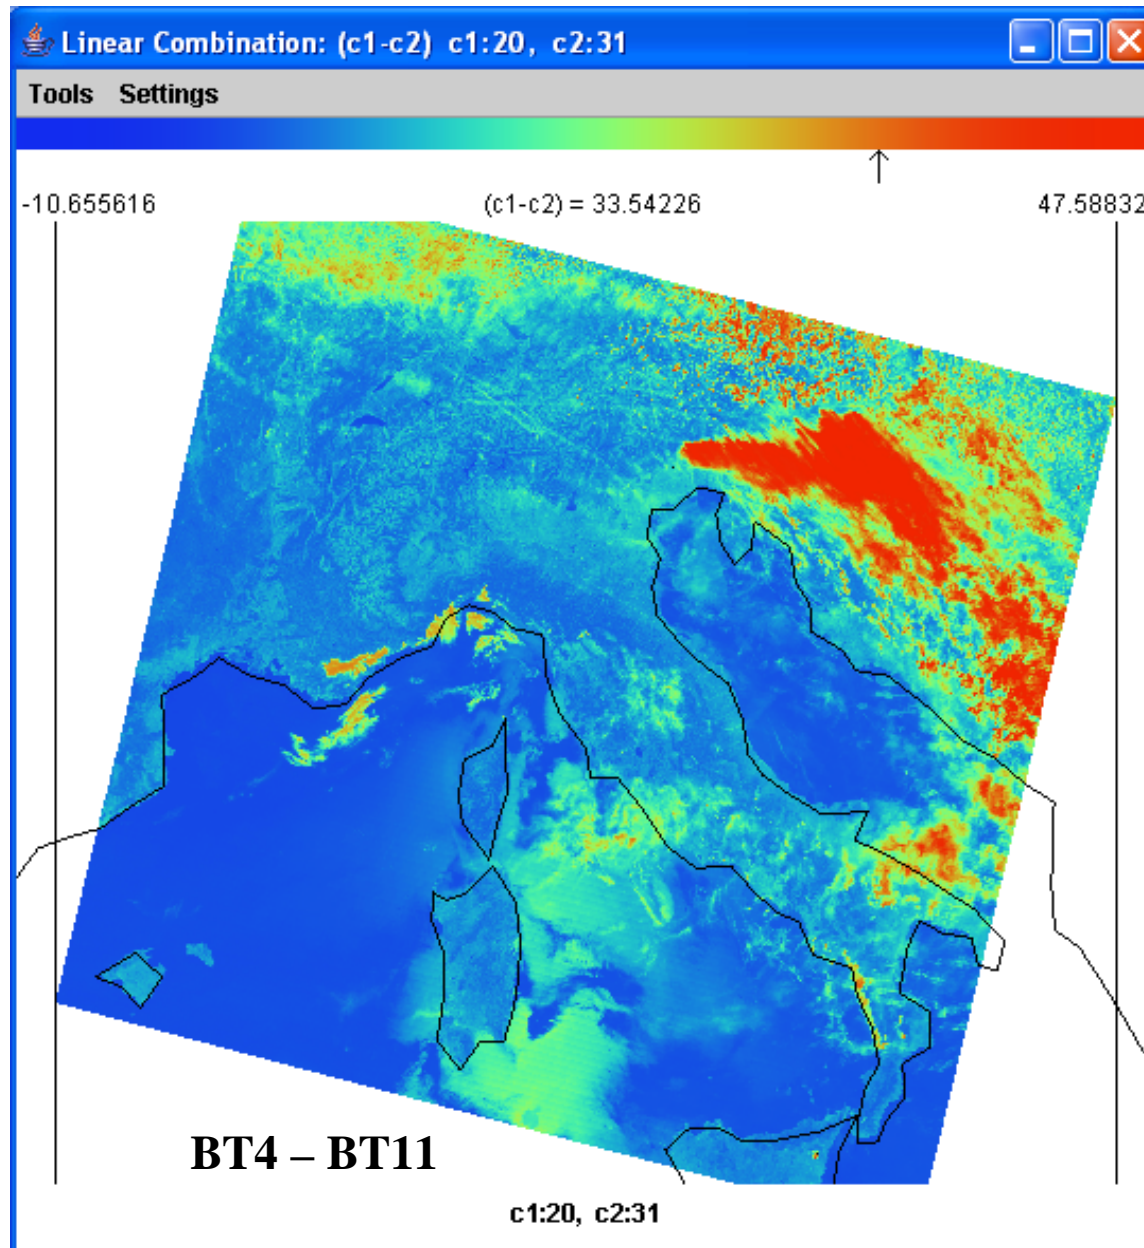 Linear Combination: (c1-c2) c1:20, c2:31
Tools Settings
-10.655616 (c1-c2) = 33.54226 47.58832
BT4 – BT11
c1:20, c2:31